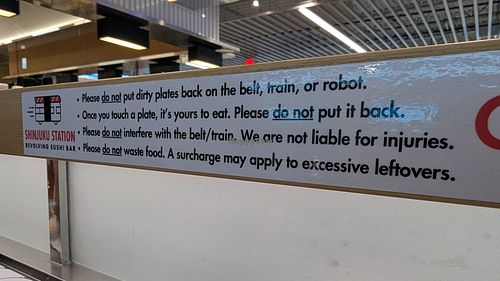 • Please do not put dirty plates back on the belt, train, or robot.
• Once you touch a plate, it's yours to eat. Please do not put it back.
• Please do not interfere with the belt/train. We are not liable for injuries.
• Please do not waste food. A surcharge may apply to excessive leftovers.
SHINJUKU STATION
REVOLVING SUSHI BAR